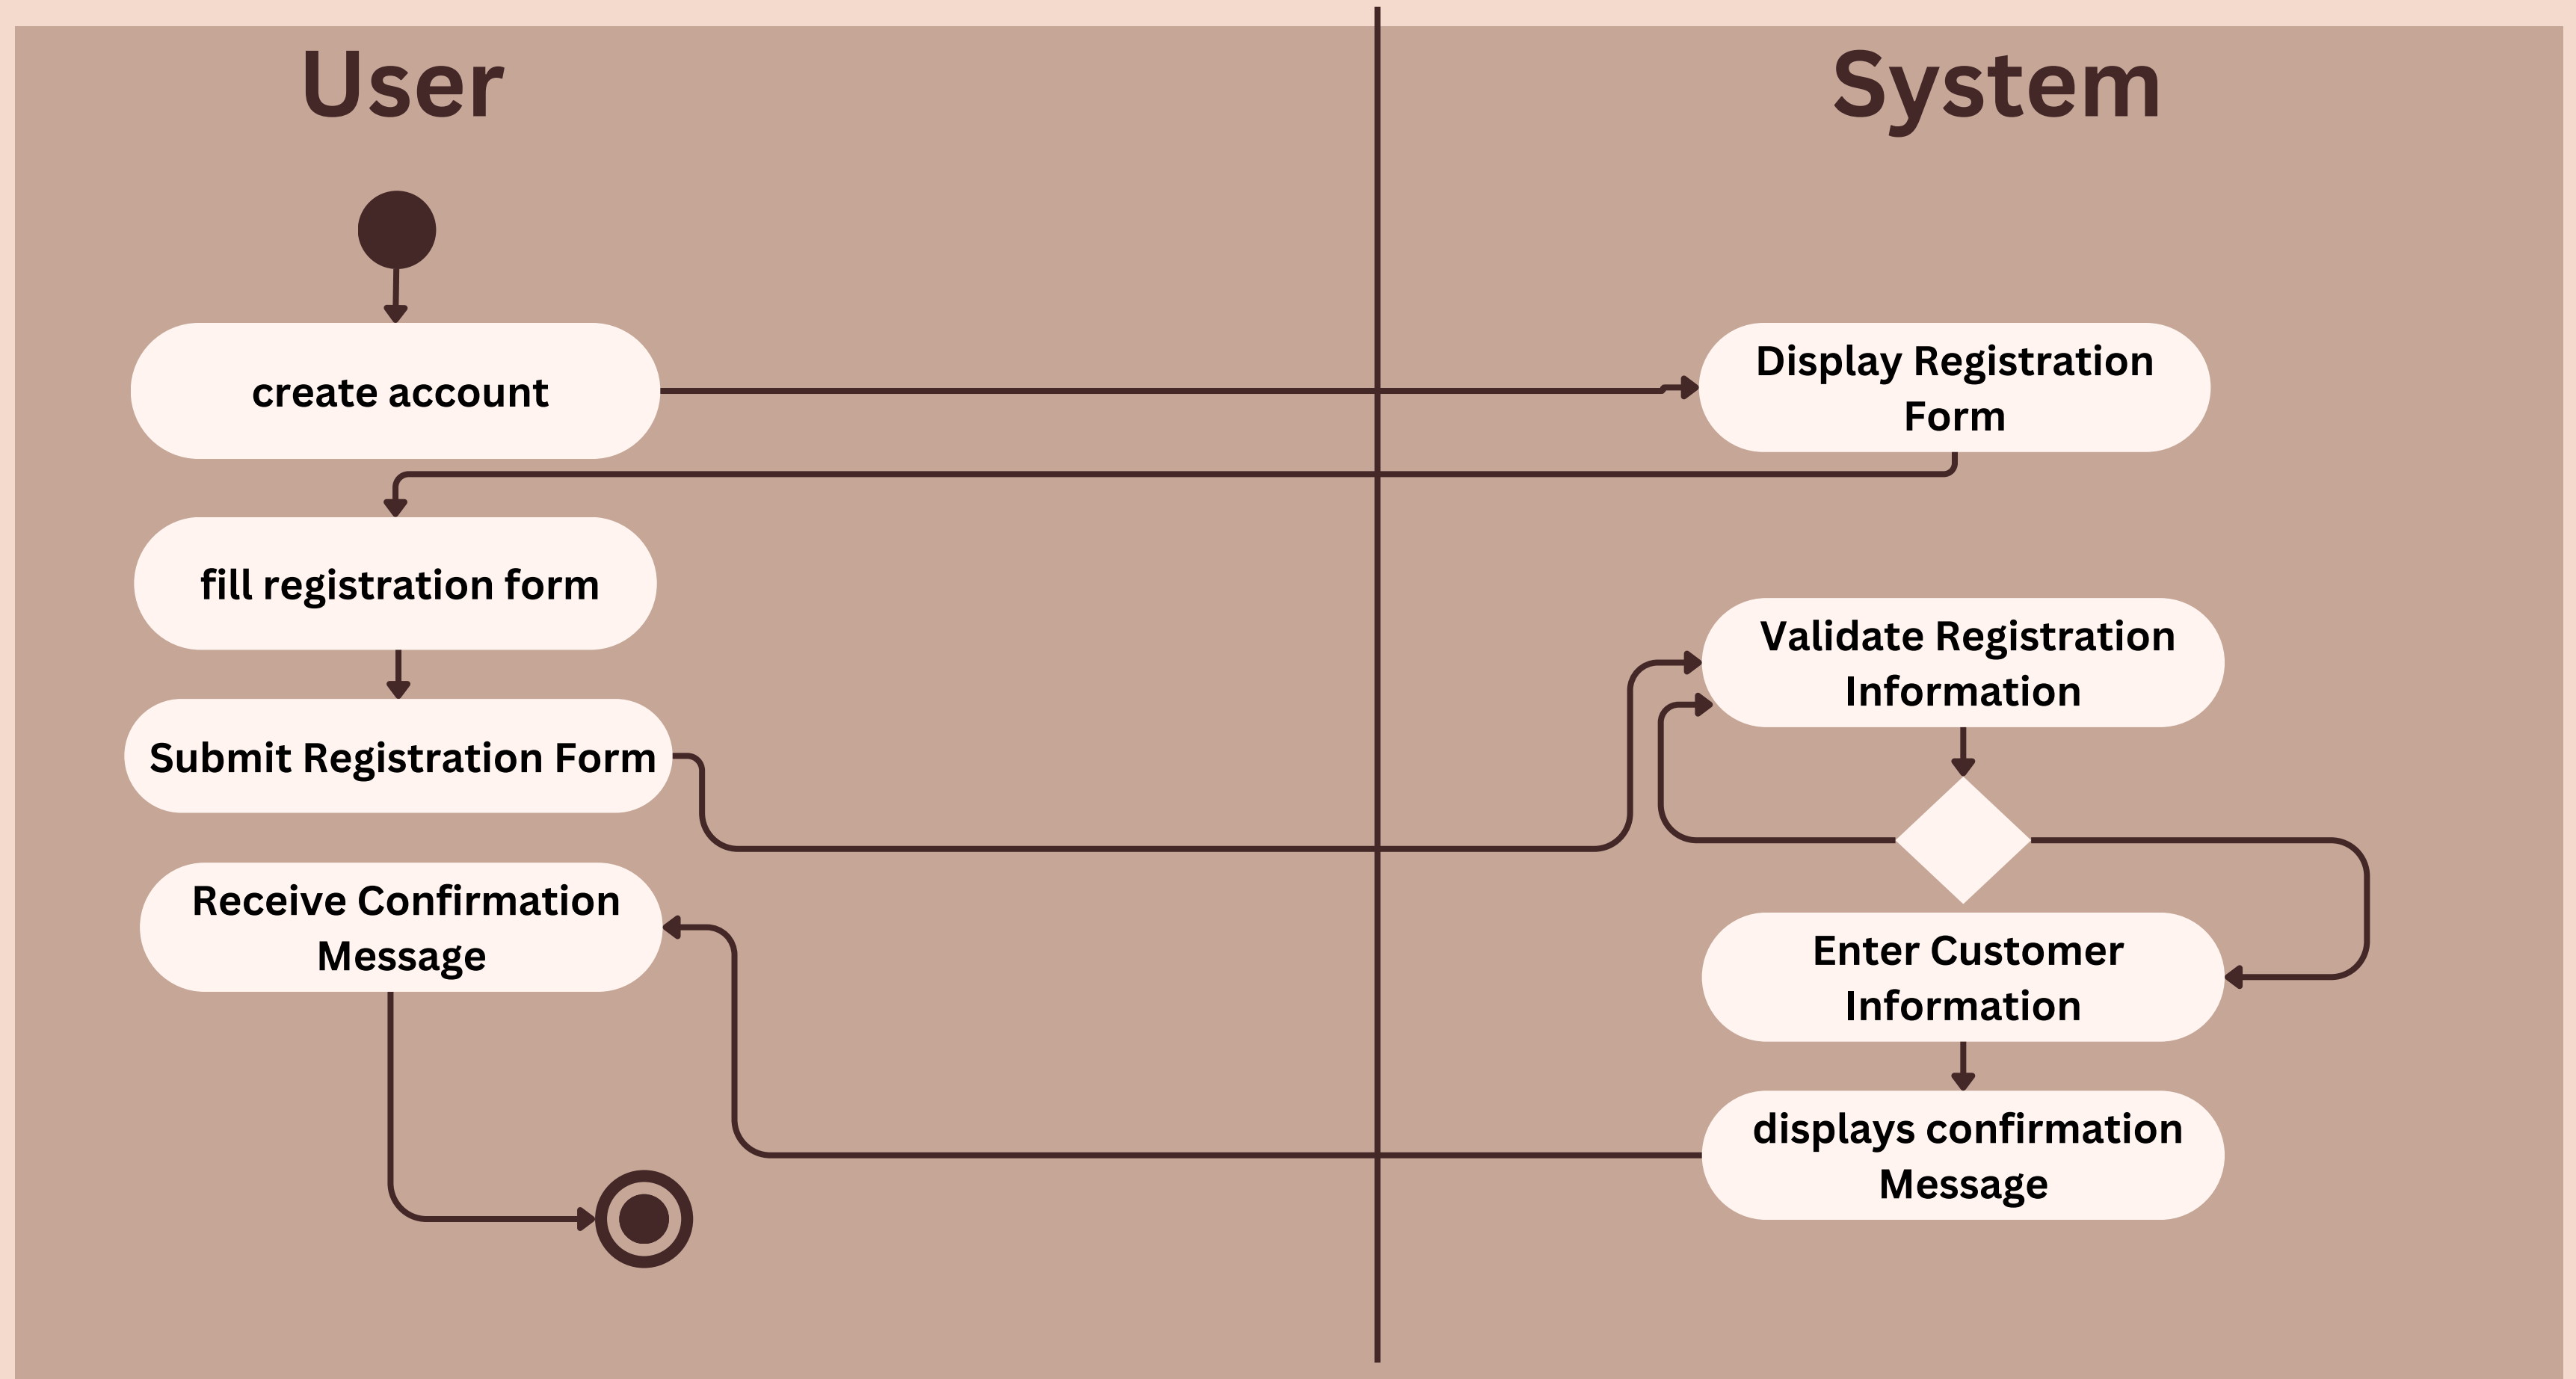 User
System
create account
Display Registration
Form
fill registration form
Validate Registration
Information
Submit Registration Form
Receive Confirmation
Message
Enter Customer
Information
displays confirmation
Message